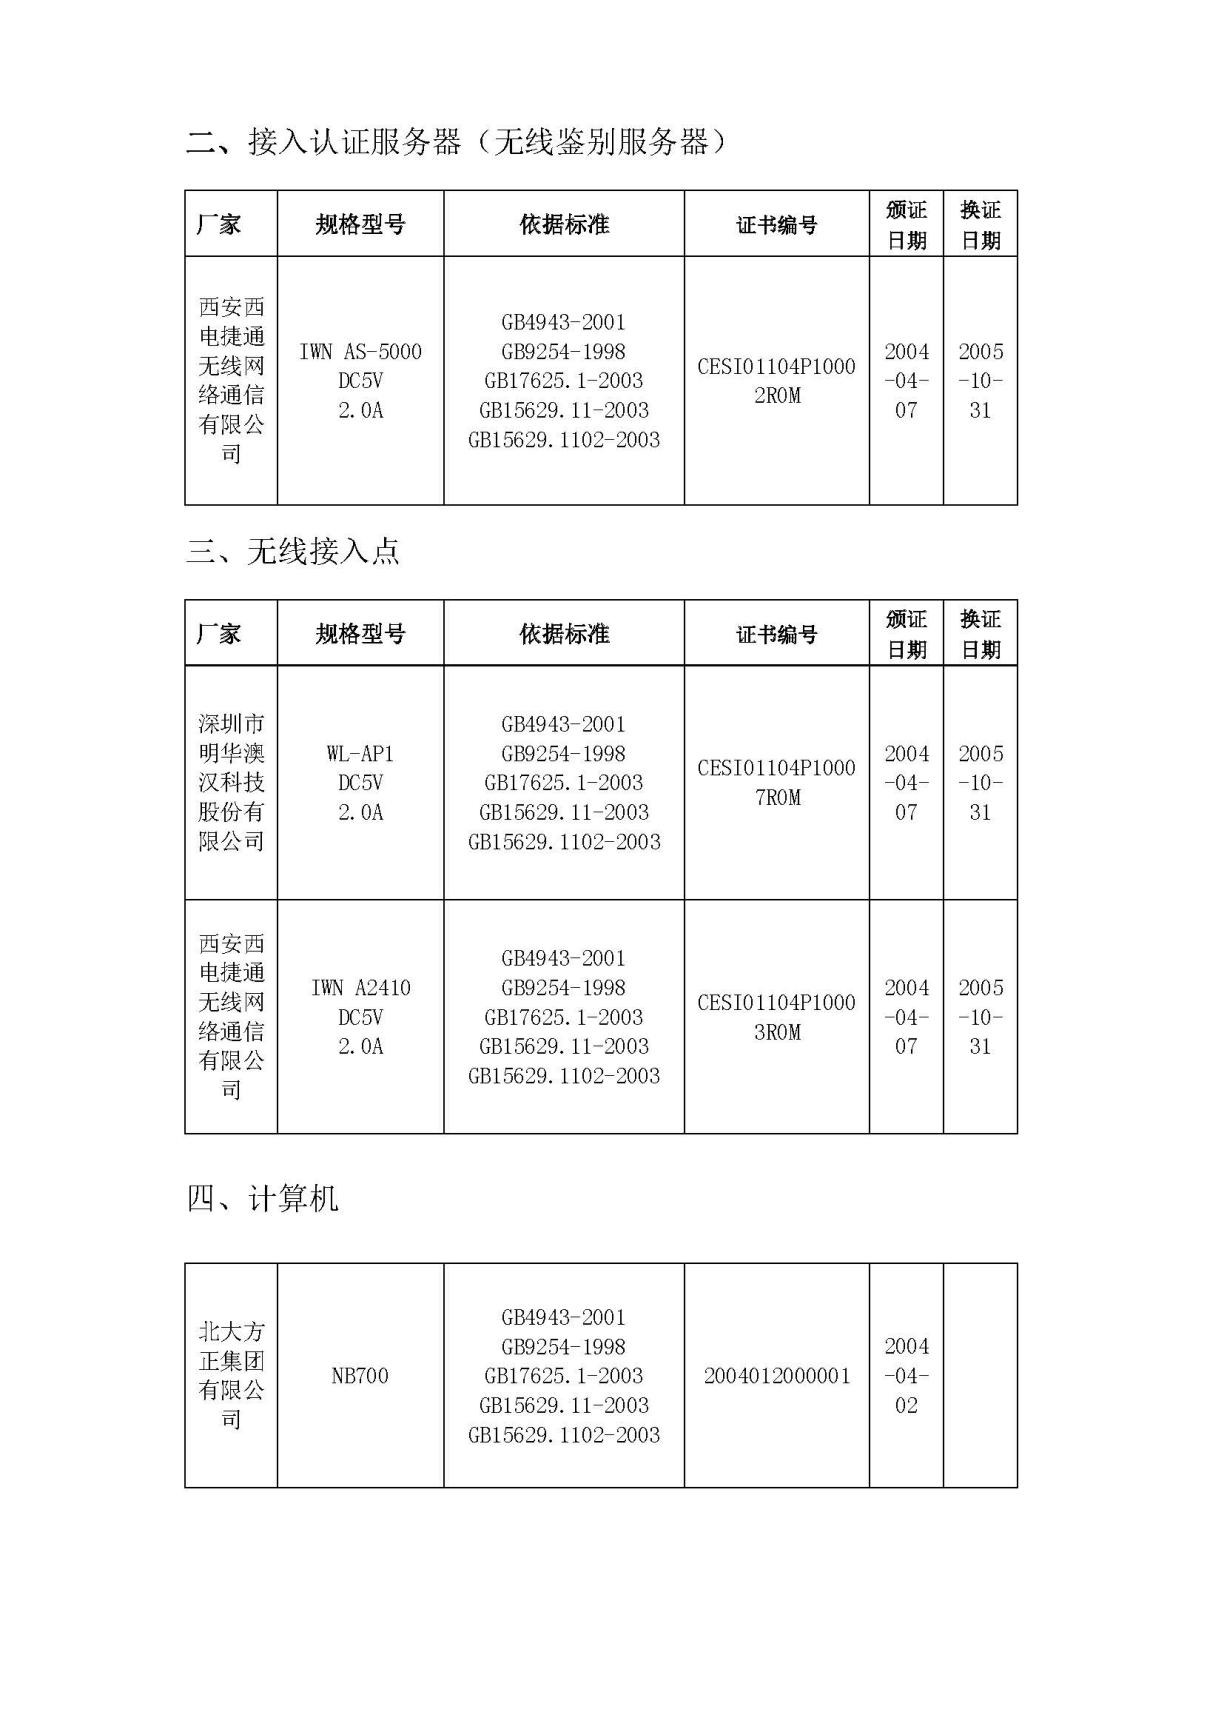 二、接入认证服务器（无线鉴别服务器）
厂家
规格型号
依据标准
证书编号
颁证
日期
换证
日期
西安西
电捷通
无线网
络通信
有限公
司
IWN AS-5000
DC5V
2.0A
GB4943-2001
GB9254-1998
GB17625.1-2003
GB15629.11-2003
GB15629.1102-2003
CESI01104P1000
2R0M
2004
-04-
07
2005
-10-
31
三、无线接入点
厂家
规格型号
依据标准
证书编号
颁证
日期
换证
日期
深圳市
明华澳
汉科技
股份有
限公司
WL-AP1
DC5V
2.0A
GB4943-2001
GB9254-1998
GB17625.1-2003
GB15629.11-2003
GB15629.1102-2003
CESI01104P1000
7R0M
2004
-04-
07
2005
-10-
31
西安西
电捷通
无线网
络通信
有限公
司
IWN A2410
DC5V
2.0A
GB4943-2001
GB9254-1998
GB17625.1-2003
GB15629.11-2003
GB15629.1102-2003
CESI01104P1000
3R0M
2004
-04-
07
2005
-10-
31
四、计算机
北大方
正集团
有限公
司
NB700
GB4943-2001
GB9254-1998
GB17625.1-2003
GB15629.11-2003
GB15629.1102-2003
2004012000001
2004
-04-
02